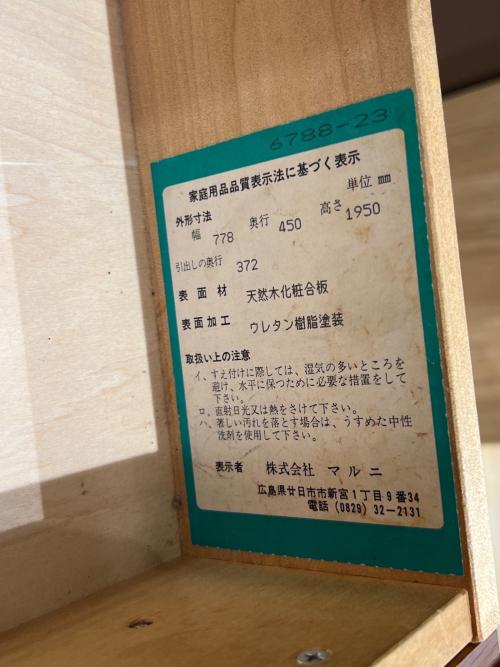 6788-23
家庭用品品質表示法に基づく表示
単位 mm
外形寸法
幅 778 奥行 450 高さ 1950
引出しの奥行 372
表面材 天然木化粧合板
表面加工 ウレタン樹脂塗装
取扱い上の注意
イ、すえ付けに際しては、湿気の多いところを
避け、水平に保つために必要な措置をして
下さい。
ロ、直射日光又は熱をさけて下さい。
ハ、著しい汚れを落とす場合は、うすめた中性
洗剤を使用して下さい。
表示者 株式会社 マルニ
広島県廿日市市新宮1丁目9番34
電話 (0829) 32-2131